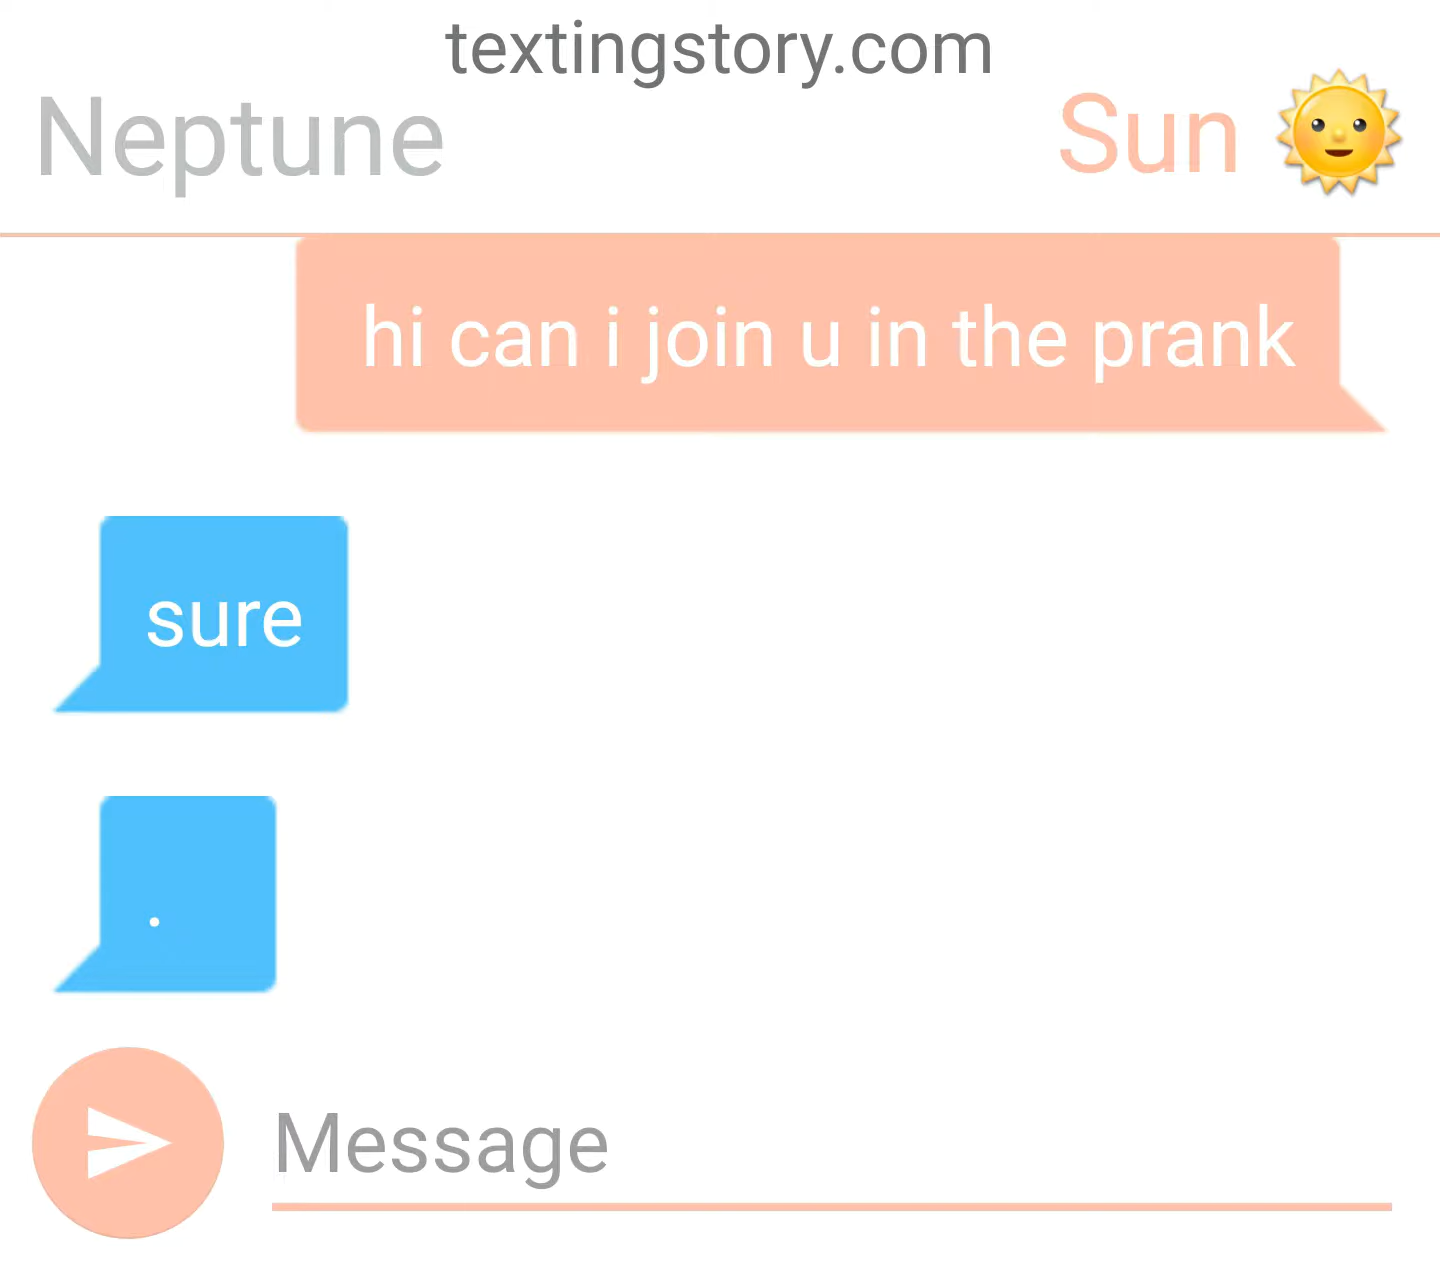 textingstory.com
Neptune
Sun 🌞
hi can i join u in the prank
sure
.
Message